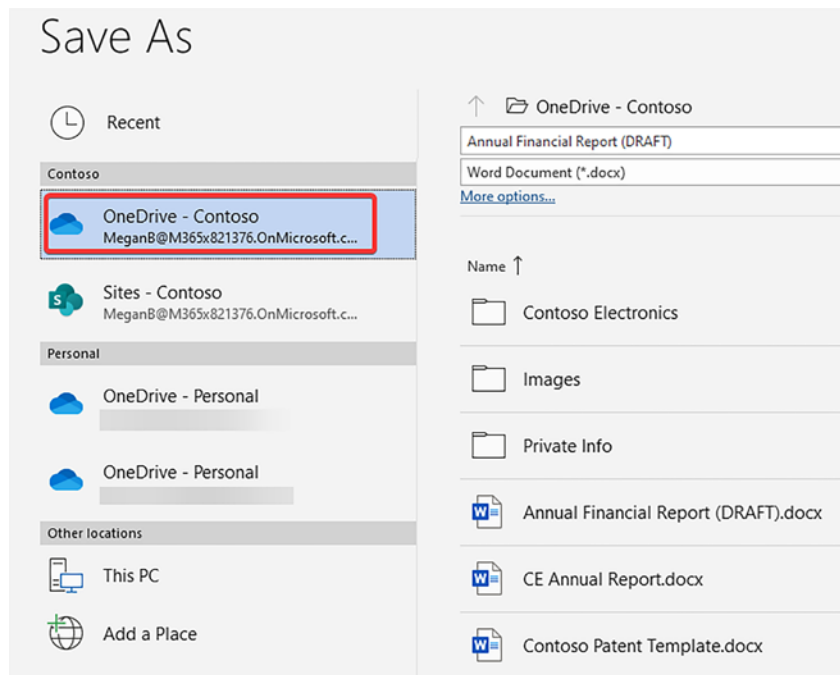 Save As
Recent
Contoso
OneDrive - Contoso
MeganB@M365x821376.OnMicrosoft.c...
Sites - Contoso
MeganB@M365x821376.OnMicrosoft.c...
Personal
OneDrive - Personal
OneDrive - Personal
Other locations
This PC
Add a Place
OneDrive - Contoso
Annual Financial Report (DRAFT)
Word Document (*.docx)
More options...
Name
Contoso Electronics
Images
Private Info
Annual Financial Report (DRAFT).docx
CE Annual Report.docx
Contoso Patent Template.docx